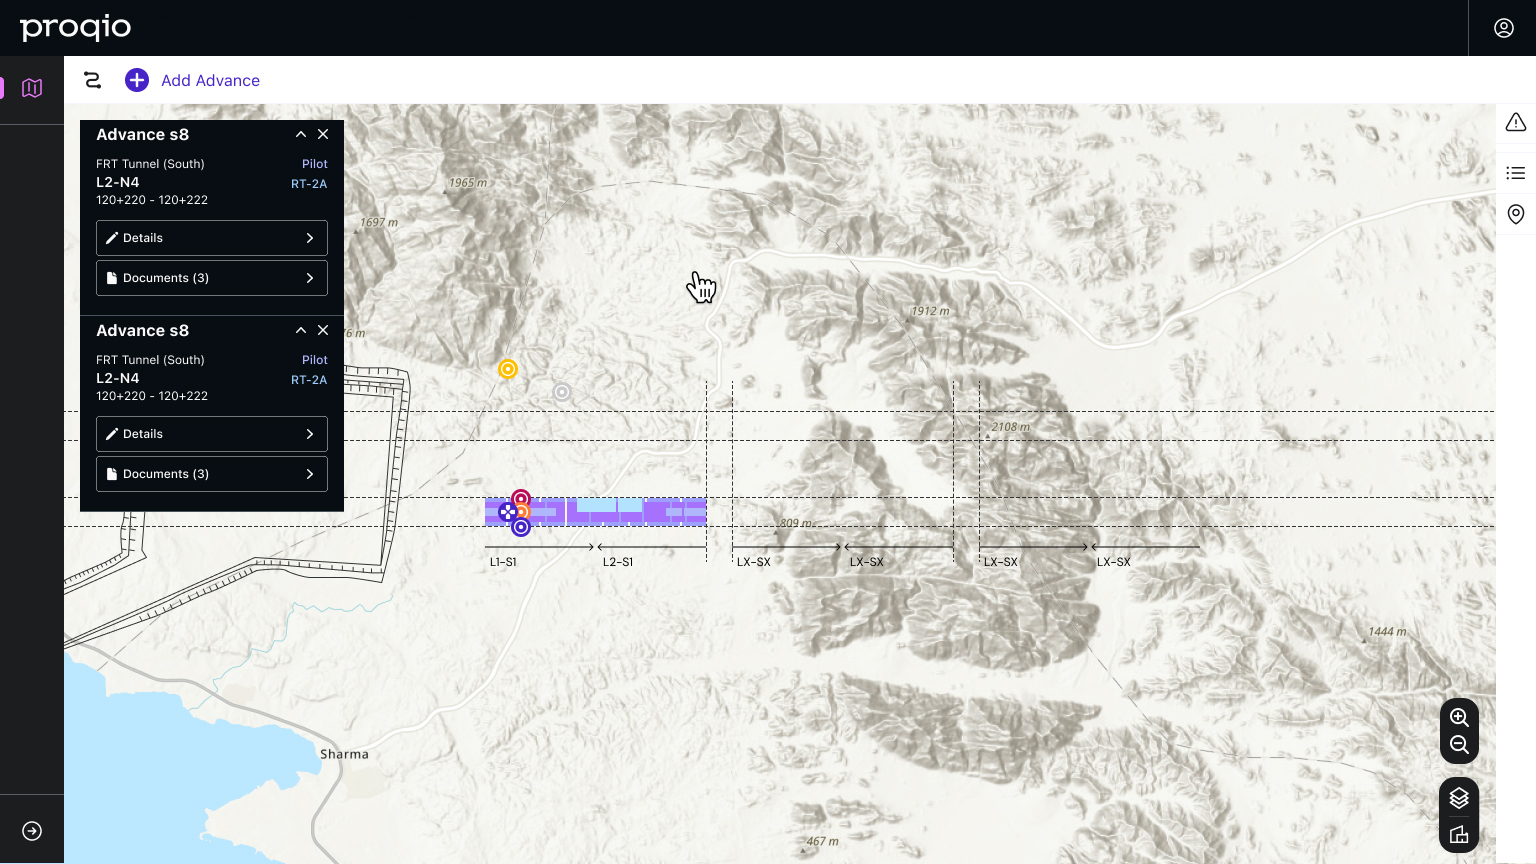 proqio
Add Advance
Advance s8
FRT Tunnel (South) Pilot
L2-N4 RT-2A
120+220 - 120+222
Details
Documents (3)
Advance s8
FRT Tunnel (South) Pilot
L2-N4 RT-2A
120+220 - 120+222
Details
Documents (3)
1965 m
1697 m
6 m
1912 m
2108 m
809 m
L1-S1
L2-S1
LX-SX
LX-SX
LX-SX
LX-SX
1444 m
Sharma
467 m